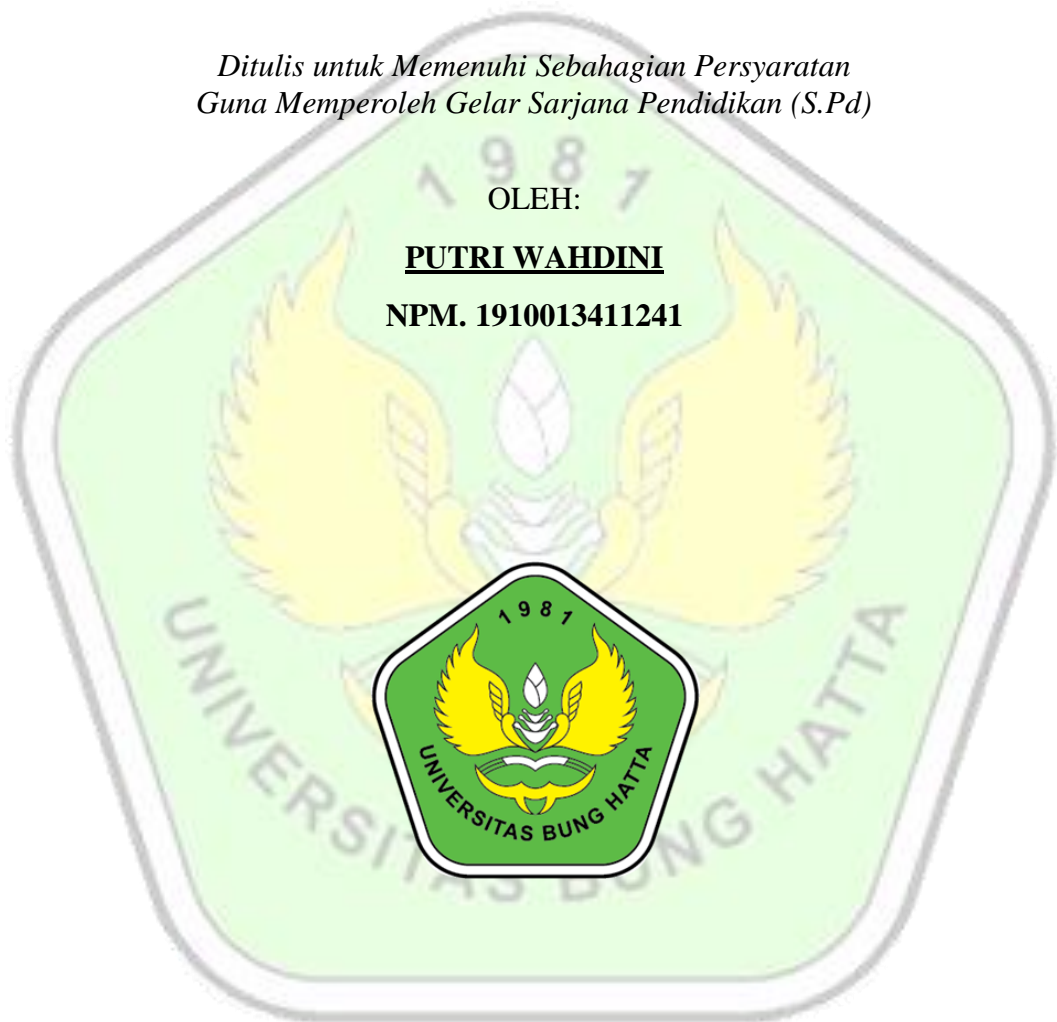 Ditulis untuk Memenuhi Sebahagian Persyaratan
Guna Memperoleh Gelar Sarjana Pendidikan (S.Pd)
1981
OLEH:
PUTRI WAHDINI
NPM. 1910013411241
1981
UNIVERSITAS BUNG HATTA
UNIVERSITAS BUNG HATTA